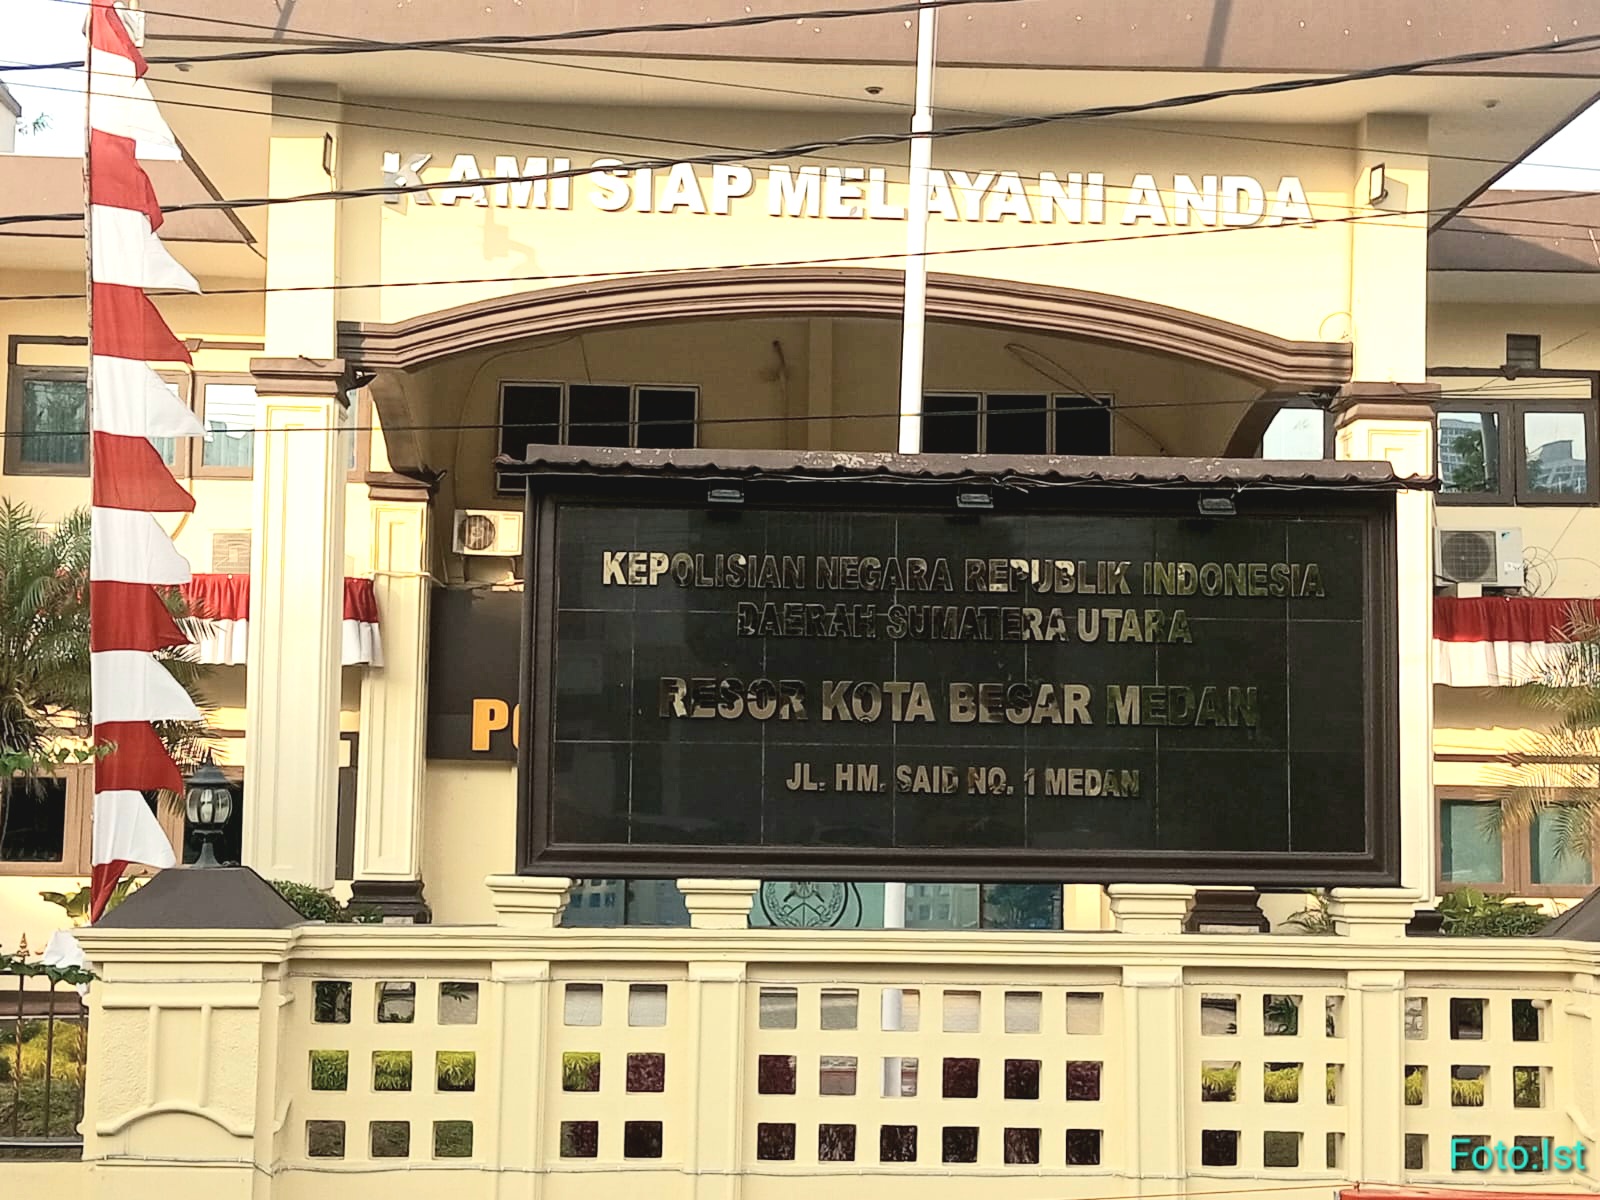 KAMI SIAP MELAYANI ANDA
KEPOLISIAN NEGARA REPUBLIK INDONESIA
DAERAH SUMATERA UTARA
RESOR KOTA BESAR MEDAN
JL. HM. SAID NO. 1 MEDAN
Foto:Ist